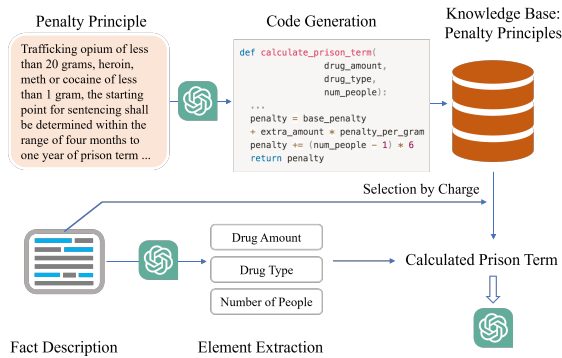 Penalty Principle
Trafficking opium of less
than 20 grams, heroin,
meth or cocaine of less
than 1 gram, the starting
point for sentencing shall
be determined within the
range of four months to
one year of prison term ...
Code Generation
def calculate_prison_term(
drug_amount,
drug_type,
num_people):
...
penalty = base_penalty
+ extra_amount * penalty_per_gram
penalty += (num_people − 1) * 6
return penalty
Knowledge Base:
Penalty Principles
Selection by Charge
Drug Amount
Drug Type
Number of People
Calculated Prison Term
Fact Description
Element Extraction